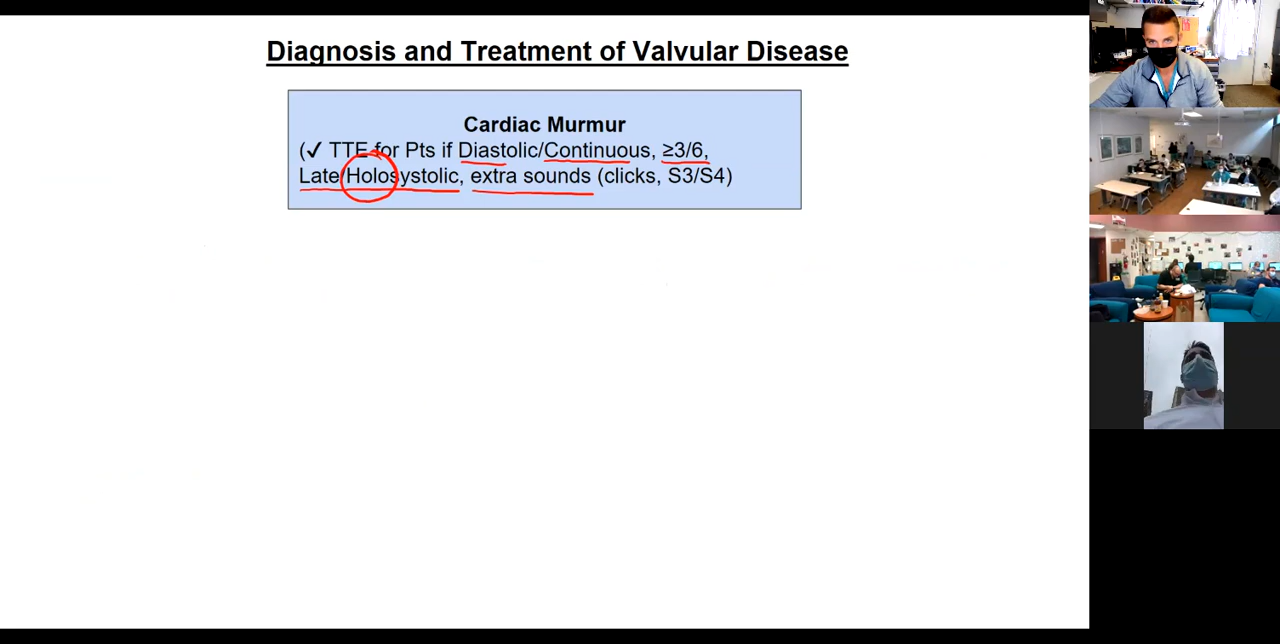 Diagnosis and Treatment of Valvular Disease
Cardiac Murmur
(✓ TTE for Pts if Diastolic/Continuous, ≥3/6,
Late/Holosystolic, extra sounds (clicks, S3/S4)